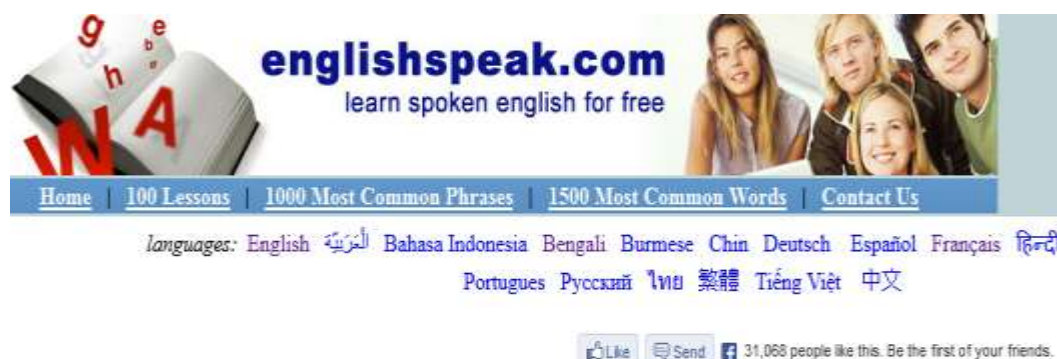 g e b h o W A
englishspeak.com
learn spoken english for free
Home | 100 Lessons | 1000 Most Common Phrases | 1500 Most Common Words | Contact Us
languages: English العربية Bahasa Indonesia Bengali Burmese Chin Deutsch Español Français हिन्दी
Portugues Русский ไทย 繁體 Tiếng Việt 中文
Like Send 31,068 people like this. Be the first of your friends.